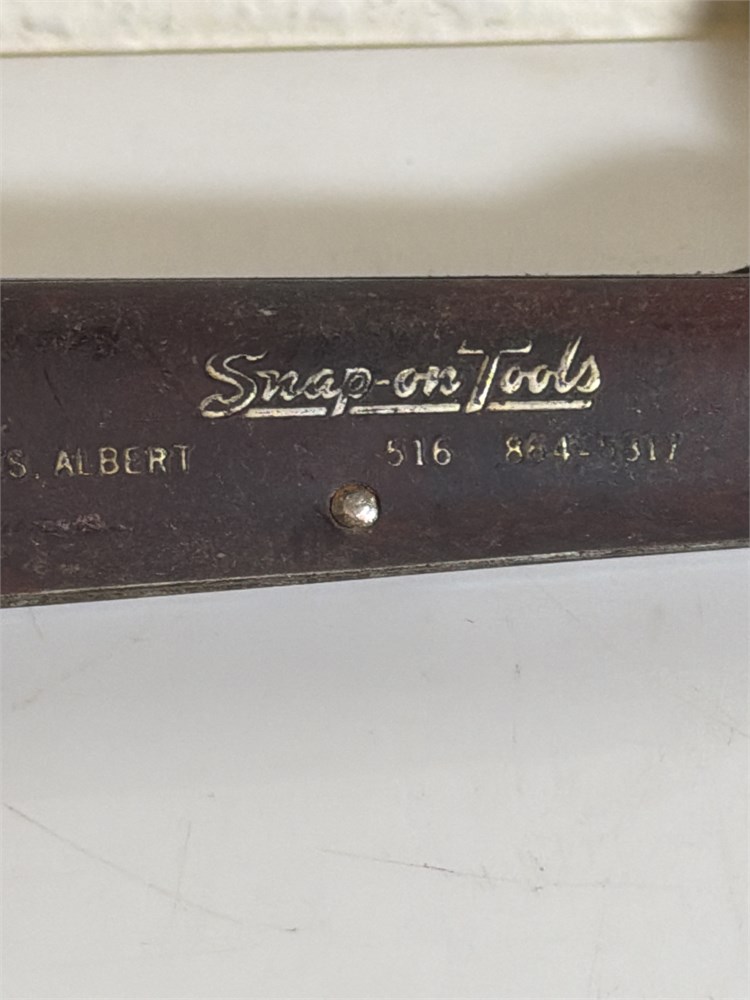 Snap-on Tools
S. ALBERT 516 864-5317